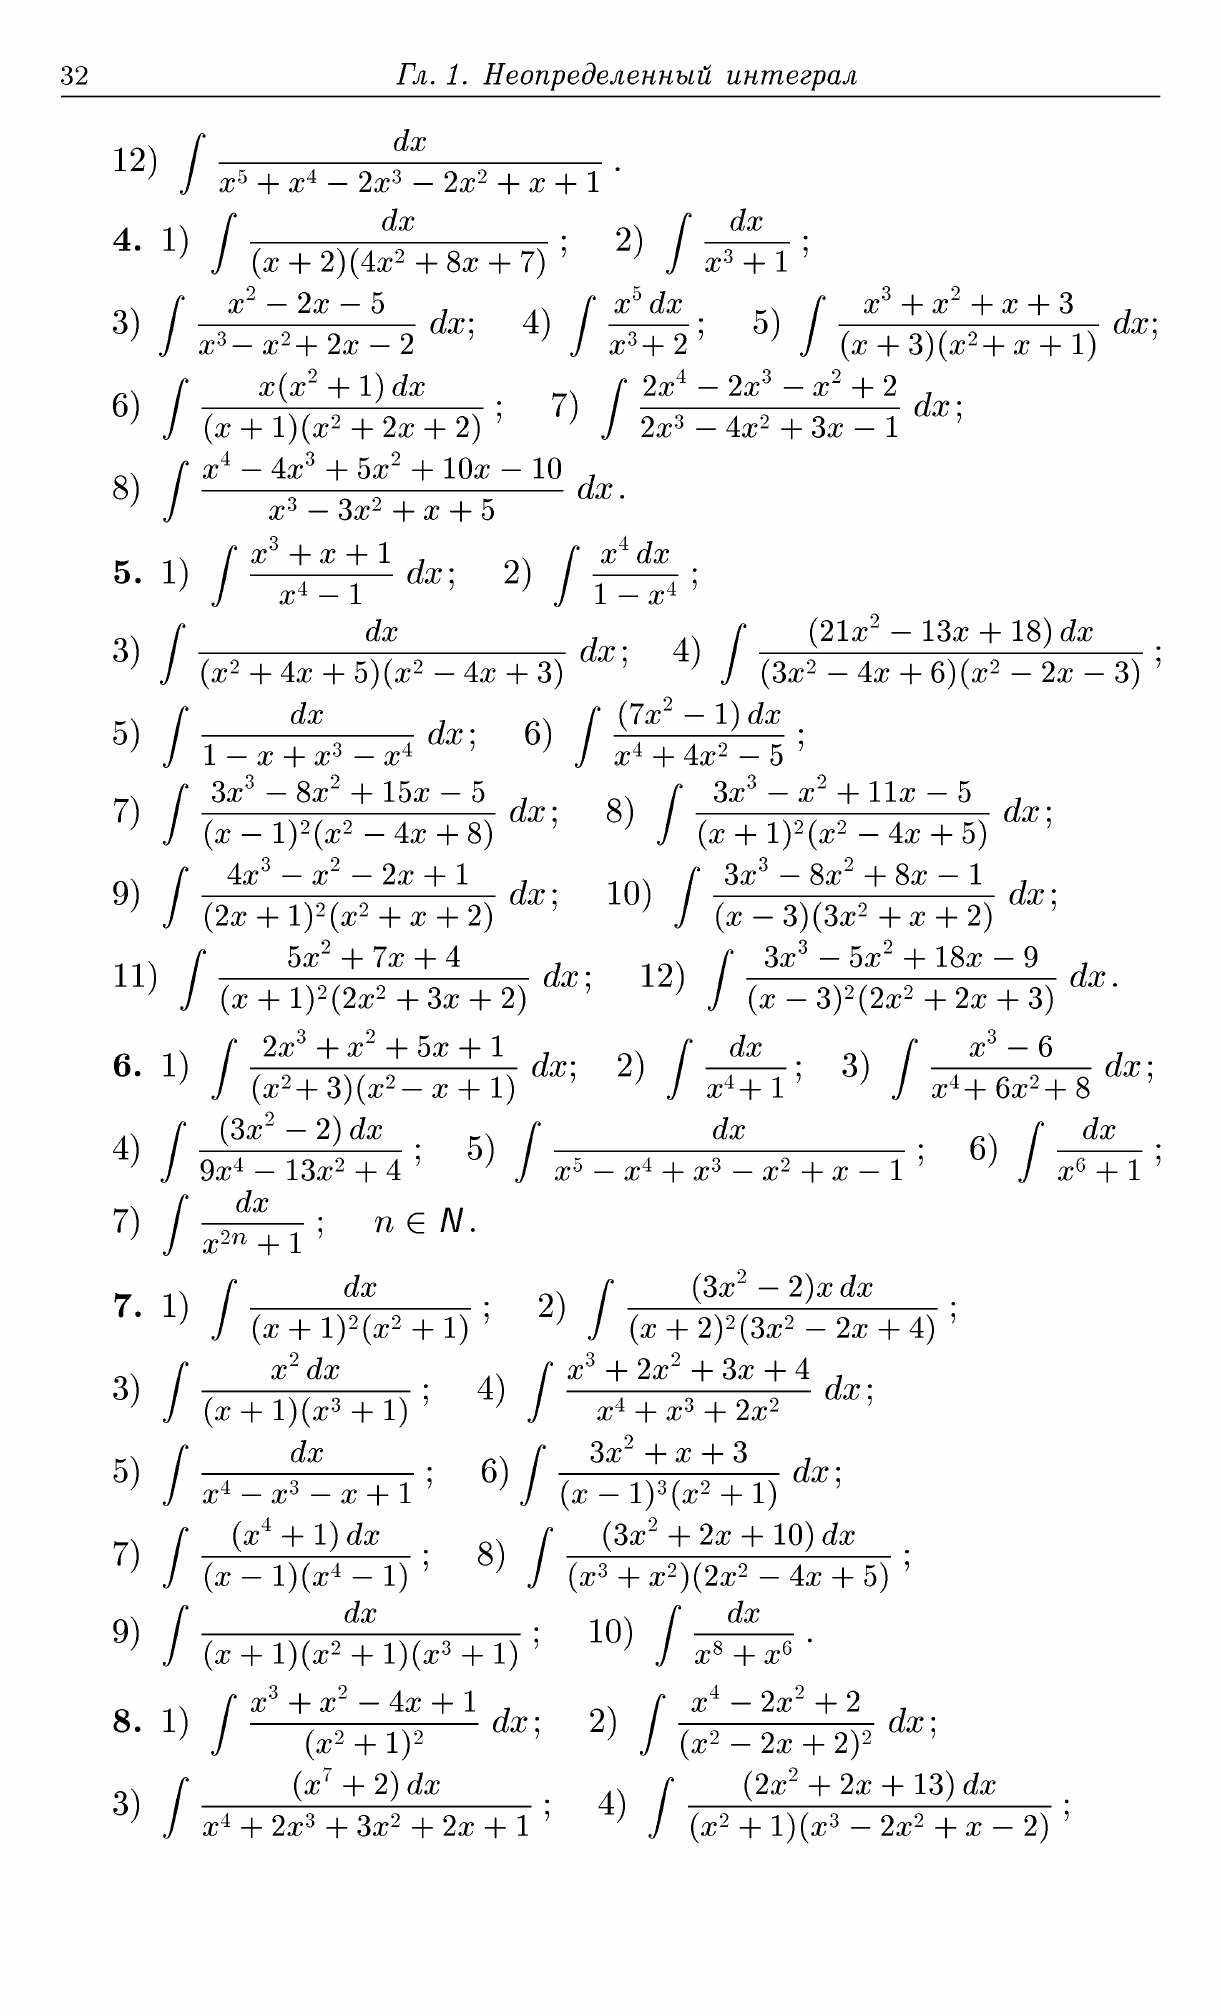 32 Гл. 1. Неопределенный интеграл
12) ∫ dx/(x⁵ + x⁴ − 2x³ − 2x² + x + 1) .
4. 1) ∫ dx/((x + 2)(4x² + 8x + 7)) ; 2) ∫ dx/(x³ + 1) ;
3) ∫ (x² − 2x − 5)/(x³ − x² + 2x − 2) dx; 4) ∫ x⁵ dx/(x³ + 2) ; 5) ∫ (x³ + x² + x + 3)/((x + 3)(x² + x + 1)) dx;
6) ∫ x(x² + 1) dx/((x + 1)(x² + 2x + 2)) ; 7) ∫ (2x⁴ − 2x³ − x² + 2)/(2x³ − 4x² + 3x − 1) dx;
8) ∫ (x⁴ − 4x³ + 5x² + 10x − 10)/(x³ − 3x² + x + 5) dx.
5. 1) ∫ (x³ + x + 1)/(x⁴ − 1) dx; 2) ∫ x⁴ dx/(1 − x⁴) ;
3) ∫ dx/((x² + 4x + 5)(x² − 4x + 3)) dx; 4) ∫ (21x² − 13x + 18) dx/((3x² − 4x + 6)(x² − 2x − 3)) ;
5) ∫ dx/(1 − x + x³ − x⁴) dx; 6) ∫ (7x² − 1) dx/(x⁴ + 4x² − 5) ;
7) ∫ (3x³ − 8x² + 15x − 5)/((x − 1)²(x² − 4x + 8)) dx; 8) ∫ (3x³ − x² + 11x − 5)/((x + 1)²(x² − 4x + 5)) dx;
9) ∫ (4x³ − x² − 2x + 1)/((2x + 1)²(x² + x + 2)) dx; 10) ∫ (3x³ − 8x² + 8x − 1)/((x − 3)(3x² + x + 2)) dx;
11) ∫ (5x² + 7x + 4)/((x + 1)²(2x² + 3x + 2)) dx; 12) ∫ (3x³ − 5x² + 18x − 9)/((x − 3)²(2x² + 2x + 3)) dx.
6. 1) ∫ (2x³ + x² + 5x + 1)/((x² + 3)(x² − x + 1)) dx; 2) ∫ dx/(x⁴ + 1) ; 3) ∫ (x³ − 6)/(x⁴ + 6x² + 8) dx;
4) ∫ (3x² − 2) dx/(9x⁴ − 13x² + 4) ; 5) ∫ dx/(x⁵ − x⁴ + x³ − x² + x − 1) ; 6) ∫ dx/(x⁶ + 1) ;
7) ∫ dx/(x²ⁿ + 1) ; n ∈ N.
7. 1) ∫ dx/((x + 1)²(x² + 1)) ; 2) ∫ (3x² − 2)x dx/((x + 2)²(3x² − 2x + 4)) ;
3) ∫ x² dx/((x + 1)(x³ + 1)) ; 4) ∫ (x³ + 2x² + 3x + 4)/(x⁴ + x³ + 2x²) dx;
5) ∫ dx/(x⁴ − x³ − x + 1) ; 6) ∫ (3x² + x + 3)/((x − 1)³(x² + 1)) dx;
7) ∫ (x⁴ + 1) dx/((x − 1)(x⁴ − 1)) ; 8) ∫ (3x² + 2x + 10) dx/((x³ + x²)(2x² − 4x + 5)) ;
9) ∫ dx/((x + 1)(x² + 1)(x³ + 1)) ; 10) ∫ dx/(x⁸ + x⁶) .
8. 1) ∫ (x³ + x² − 4x + 1)/(x² + 1)² dx; 2) ∫ (x⁴ − 2x² + 2)/(x² − 2x + 2)² dx;
3) ∫ (x⁷ + 2) dx/(x⁴ + 2x³ + 3x² + 2x + 1) ; 4) ∫ (2x² + 2x + 13) dx/((x² + 1)(x³ − 2x² + x − 2)) ;